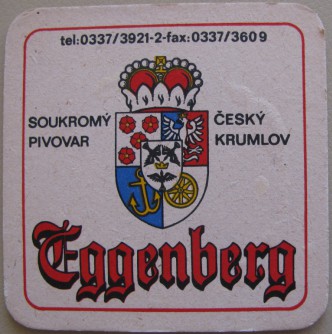 tel:0337/3921-2-fax:0337/3609
SOUKROMÝ ČESKÝ
PIVOVAR KRUMLOV
Eggenberg